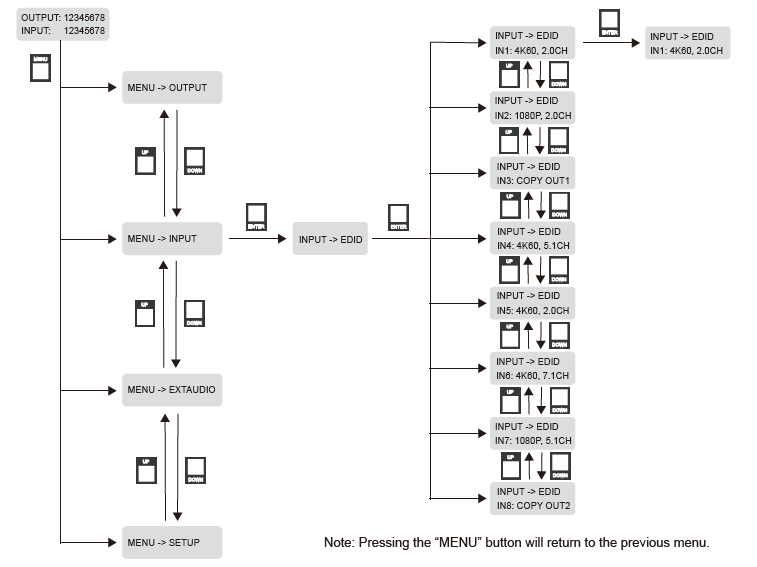 OUTPUT: 12345678
INPUT: 12345678
MENU
MENU -> OUTPUT
UP
DOWN
MENU -> INPUT
UP
DOWN
MENU -> EXTAUDIO
UP
DOWN
MENU -> SETUP
ENTER
INPUT -> EDID
ENTER
INPUT -> EDID
IN1: 4K60, 2.0CH
ENTER
INPUT -> EDID
IN1: 4K60, 2.0CH
UP
DOWN
INPUT -> EDID
IN2: 1080P, 2.0CH
UP
DOWN
INPUT -> EDID
IN3: COPY OUT1
UP
DOWN
INPUT -> EDID
IN4: 4K60, 5.1CH
UP
DOWN
INPUT -> EDID
IN5: 4K60, 2.0CH
UP
DOWN
INPUT -> EDID
IN6: 4K60, 7.1CH
UP
DOWN
INPUT -> EDID
IN7: 1080P, 5.1CH
UP
DOWN
INPUT -> EDID
IN8: COPY OUT2
Note: Pressing the “MENU” button will return to the previous menu.